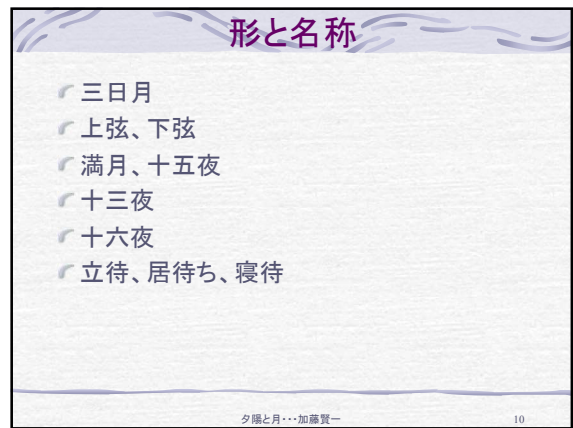 形と名称
三日月
上弦、下弦
満月、十五夜
十三夜
十六夜
立待、居待ち、寝待
夕陽と月・・・加藤賢一
10